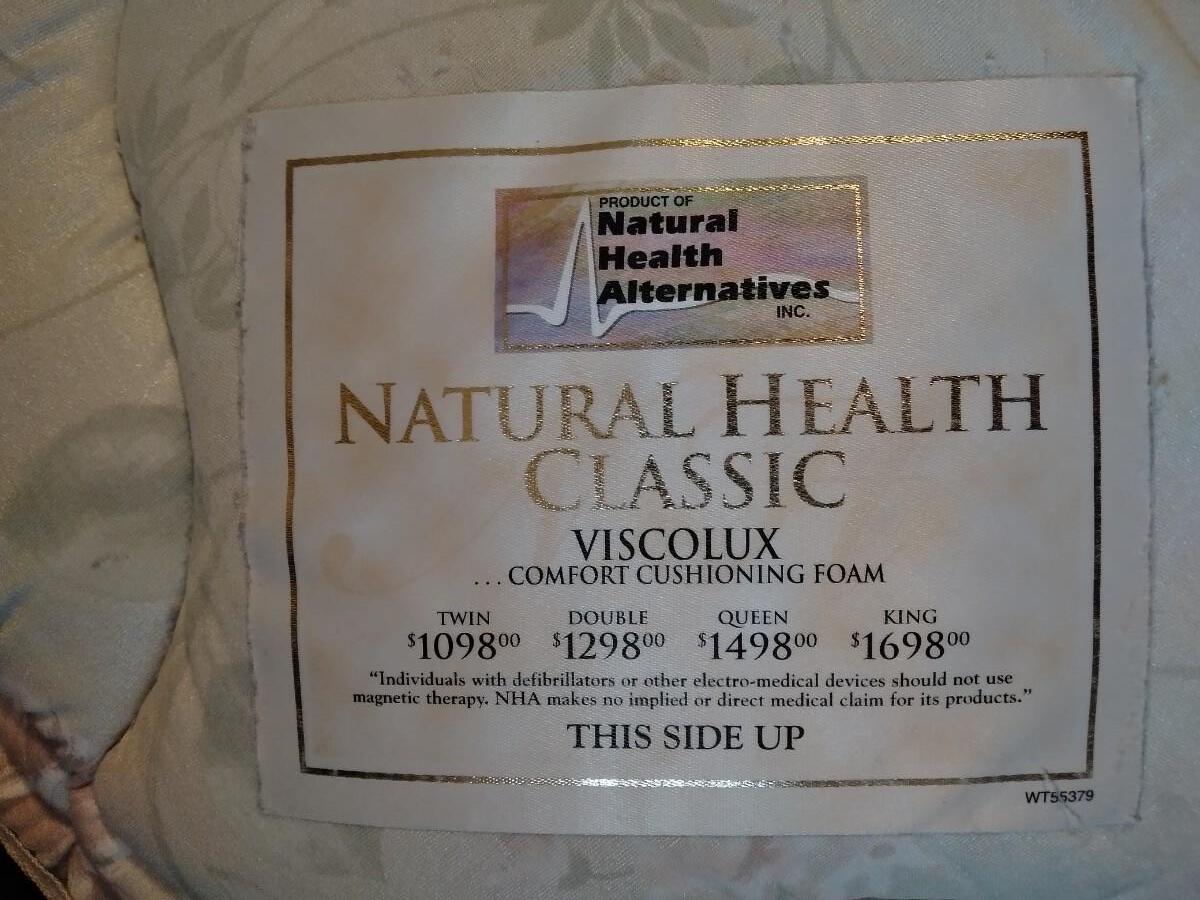 PRODUCT OF
Natural
Health
Alternatives
INC.
NATURAL HEALTH
CLASSIC
VISCOLUX
...COMFORT CUSHIONING FOAM
TWIN DOUBLE QUEEN KING
$109800 $129800 $149800 $169800
“Individuals with defibrillators or other electro-medical devices should not use
magnetic therapy. NHA makes no implied or direct medical claim for its products.”
THIS SIDE UP
WT55379